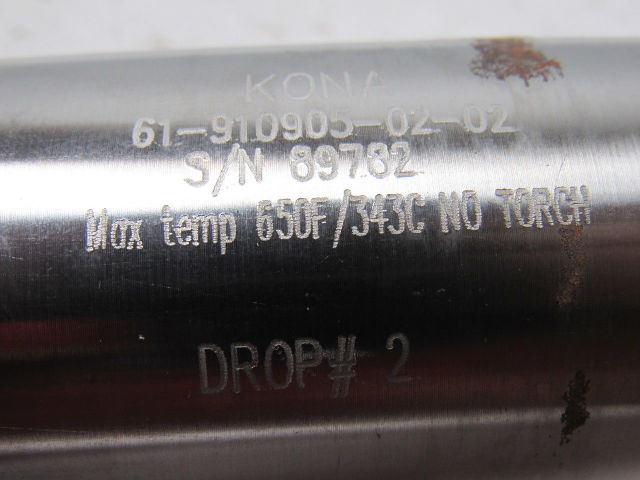 KONA
61-910905-02-02
S/N 89782
Max temp 650F/343C NO TORCH
DROP# 2